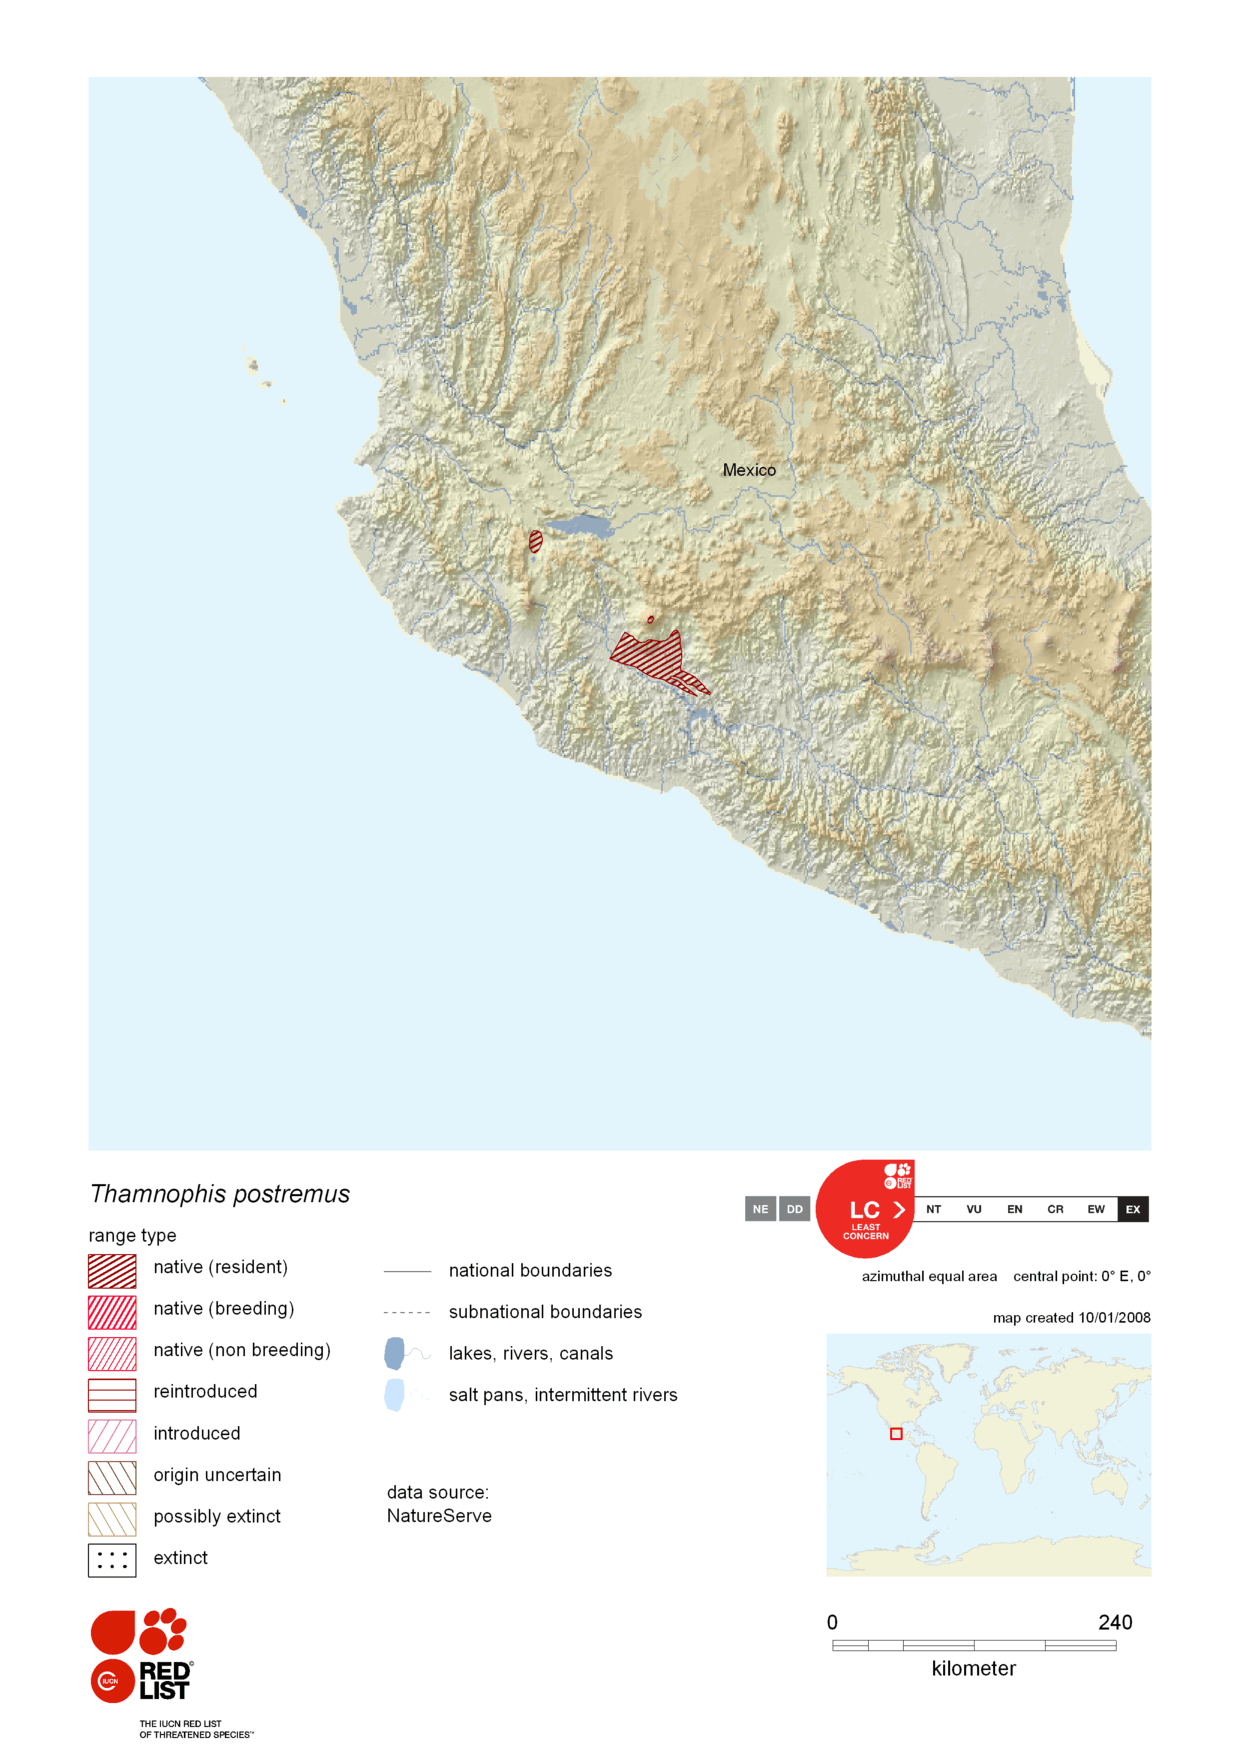 Mexico
Thamnophis postremus
range type
native (resident)
native (breeding)
native (non breeding)
reintroduced
introduced
origin uncertain
possibly extinct
extinct
national boundaries
subnational boundaries
lakes, rivers, canals
salt pans, intermittent rivers
data source:
NatureServe
NE DD LC LEAST CONCERN NT VU EN CR EW EX
RED LIST
azimuthal equal area central point: 0° E, 0°
map created 10/01/2008
0 240
kilometer
IUCN
RED
LIST
THE IUCN RED LIST
OF THREATENED SPECIES™